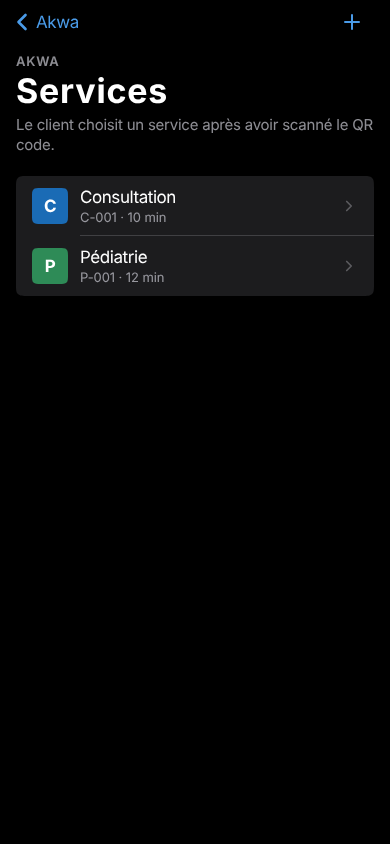 Akwa
AKWA
Services
Le client choisit un service après avoir scanné le QR
code.
C
Consultation
C-001 · 10 min
P
Pédiatrie
P-001 · 12 min